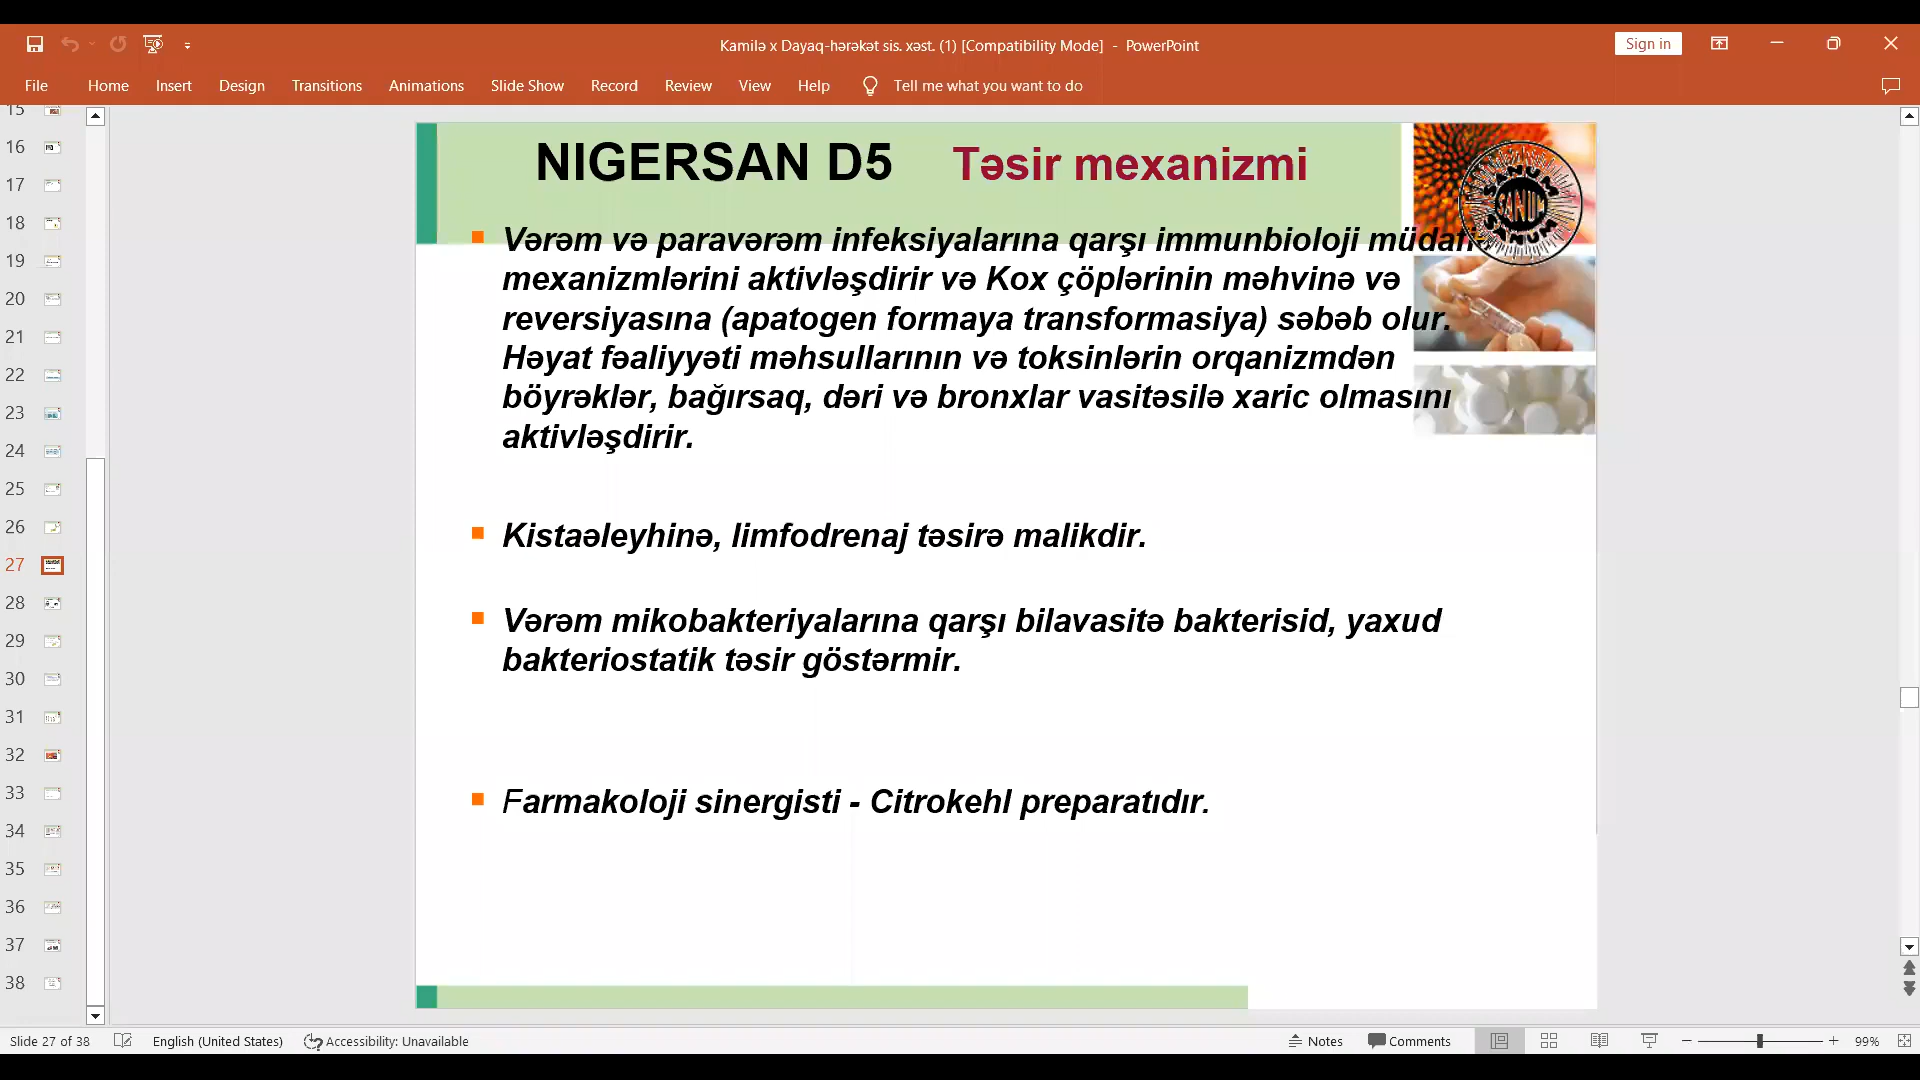 Kamilə x Dayaq-hərəkət sis. xəst. (1) [Compatibility Mode] - PowerPoint
Sign in
File Home Insert Design Transitions Animations Slide Show Record Review View Help Tell me what you want to do
15
16
17
18
19
20
21
22
23
24
25
26
27
28
29
30
31
32
33
34
35
36
37
38
NIGERSAN D5 Təsir mexanizmi
SANUM
SANUM
SANUM
Vərəm və paravərəm infeksiyalarına qarşı immunbioloji
mexanizmlərini aktivləşdirir və Kox çöplərinin məhvinə və
reversiyasına (apatogen formaya transformasiya) səbəb olur.
Həyat fəaliyyəti məhsullarının və toksinlərin orqanizmdən
böyrəklər, bağırsaq, dəri və bronxlar vasitəsilə xaric olmasını
aktivləşdirir.
Kistaəleyhinə, limfodrenaj təsirə malikdir.
Vərəm mikobakteriyalarına qarşı bilavasitə bakterisid, yaxud
bakteriostatik təsir göstərmir.
Farmakoloji sinergisti - Citrokehl preparatıdır.
Slide 27 of 38 English (United States) Accessibility: Unavailable Notes Comments 99%